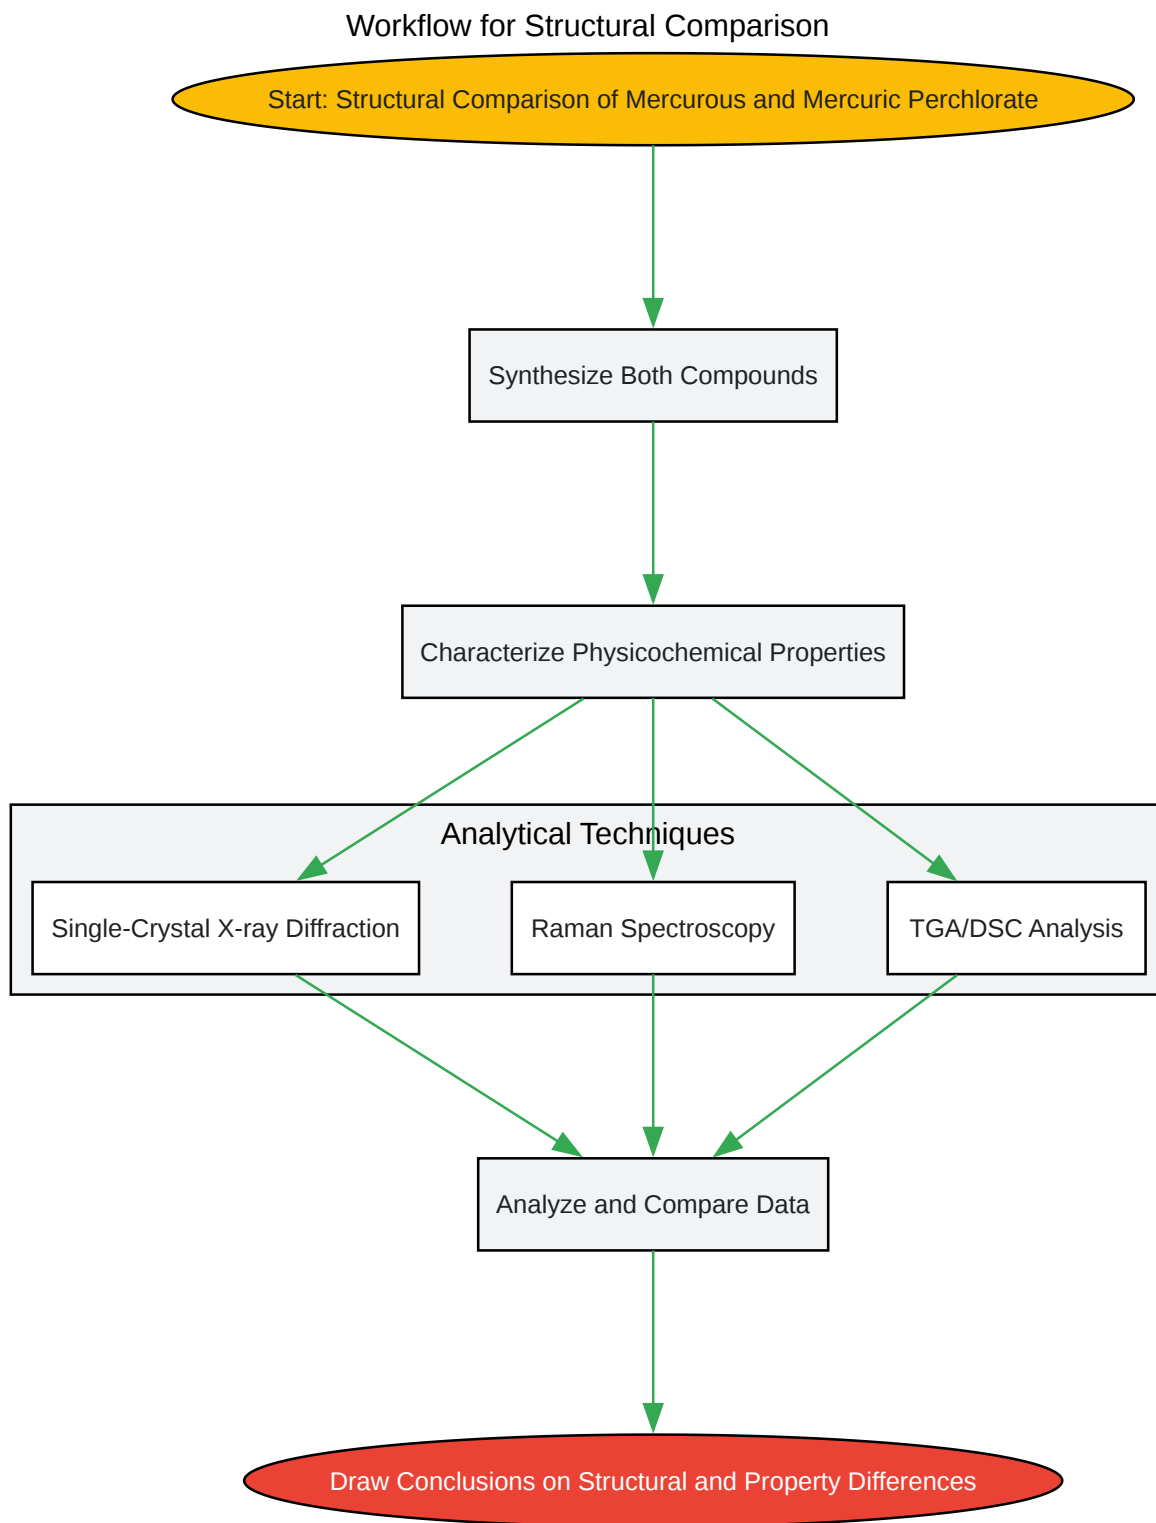 Workflow for Structural Comparison
Start: Structural Comparison of Mercurous and Mercuric Perchlorate
Synthesize Both Compounds
Characterize Physicochemical Properties
Analytical Techniques
Single-Crystal X-ray Diffraction
Raman Spectroscopy
TGA/DSC Analysis
Analyze and Compare Data
Draw Conclusions on Structural and Property Differences